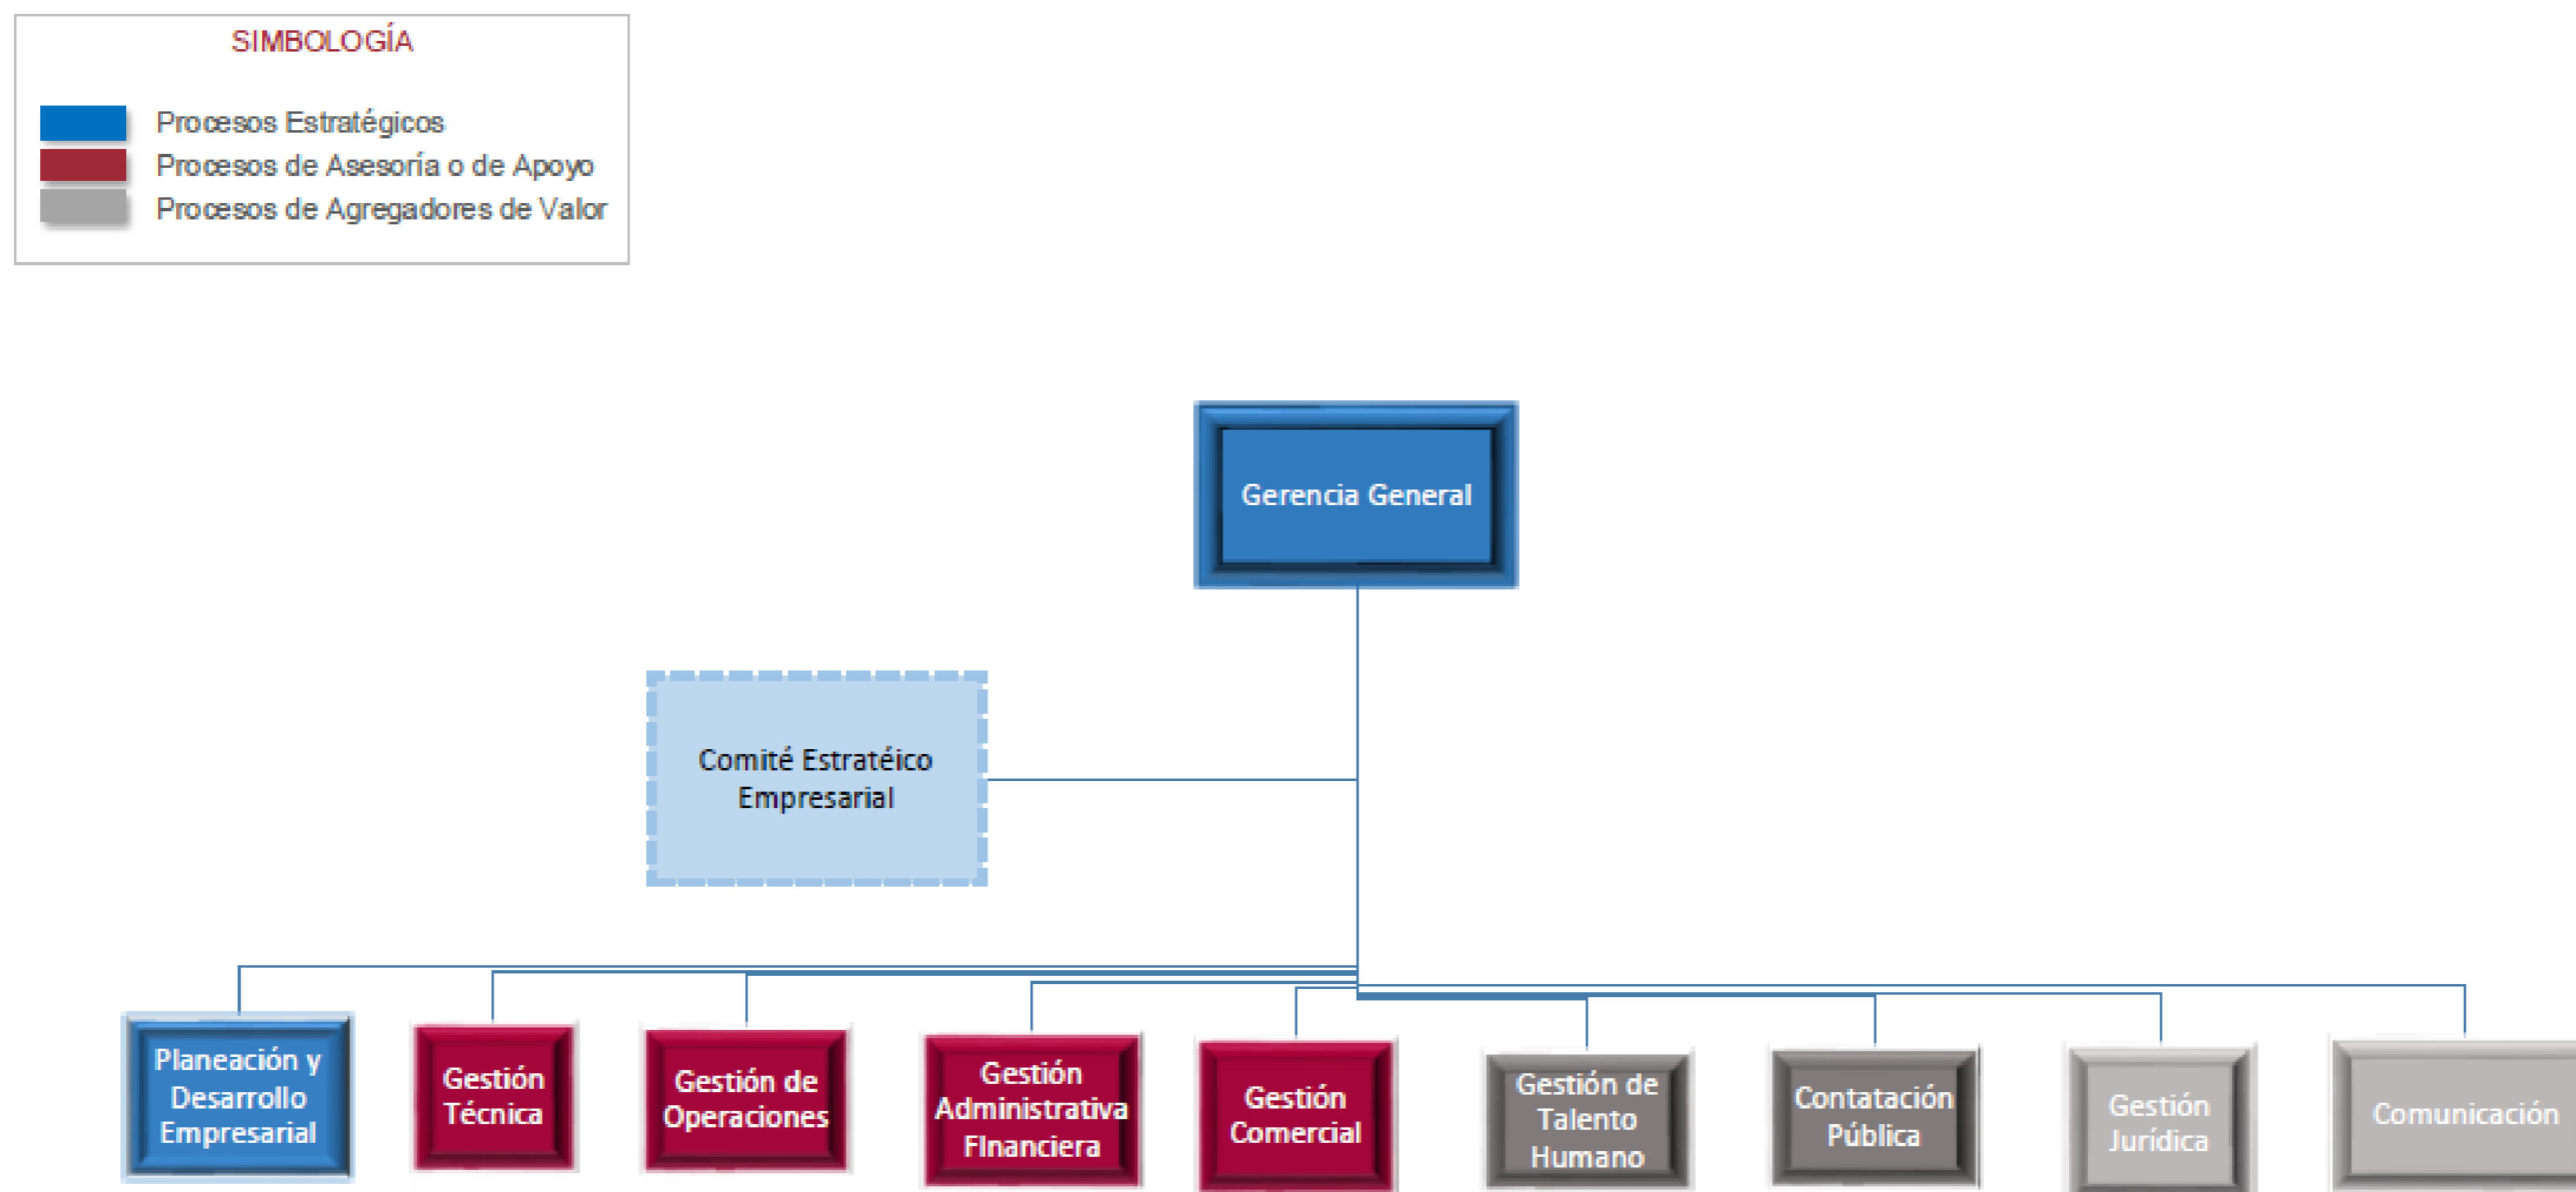 SIMBOLOGÍA
Procesos Estratégicos
Procesos de Asesoría o de Apoyo
Procesos de Agregadores de Valor
Gerencia General
Comité Estratéico
Empresarial
Planeación y
Desarrollo
Empresarial
Gestión
Técnica
Gestión de
Operaciones
Gestión
Administrativa
FInanciera
Gestión
Comercial
Gestión de
Talento
Humano
Contatación
Pública
Gestión
Jurídica
Comunicación